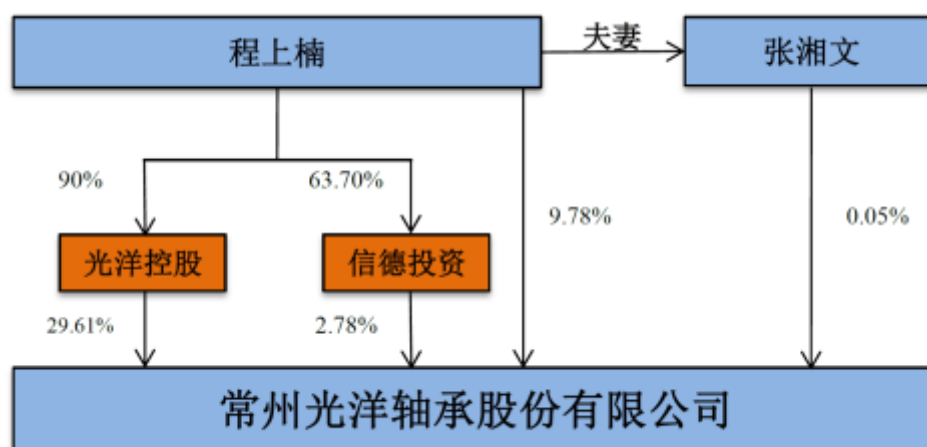 程上楠
夫妻
张湘文
90%
63.70%
9.78%
0.05%
光洋控股
信德投资
29.61%
2.78%
常州光洋轴承股份有限公司